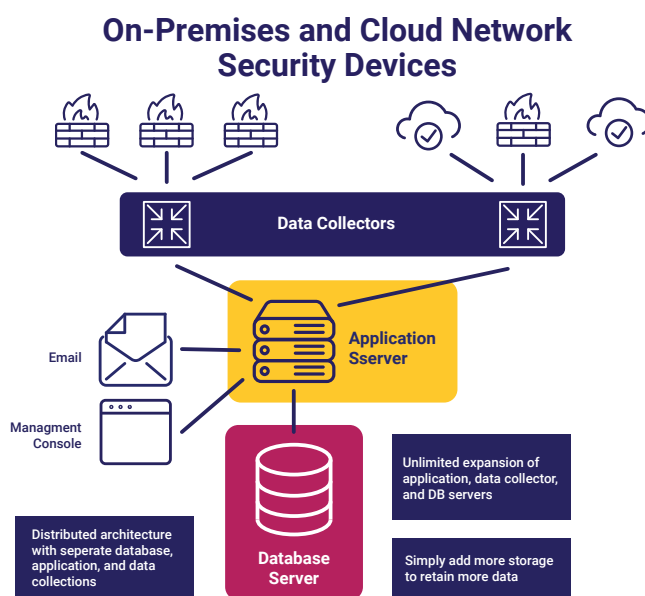 On-Premises and Cloud Network
Security Devices
Data Collectors
Application
Sserver
Email
Managment
Console
Unlimited expansion of
application, data collector,
and DB servers
Distributed architecture
with seperate database,
application, and data
collections
Database
Server
Simply add more storage
to retain more data